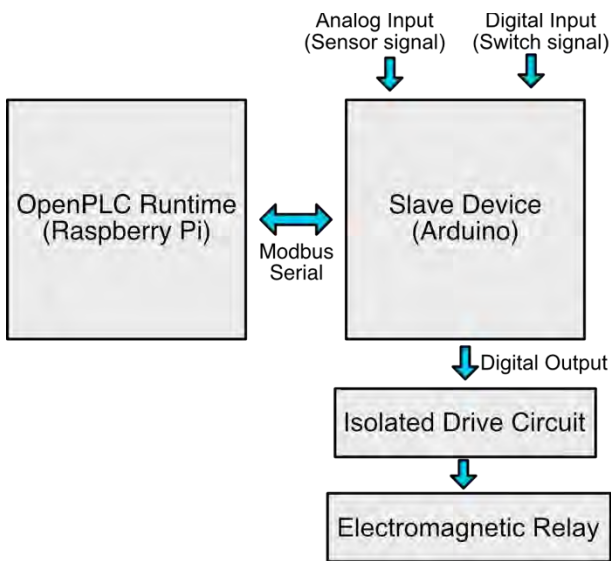 Analog Input
(Sensor signal)
Digital Input
(Switch signal)
OpenPLC Runtime
(Raspberry Pi)
Modbus
Serial
Slave Device
(Arduino)
Digital Output
Isolated Drive Circuit
Electromagnetic Relay